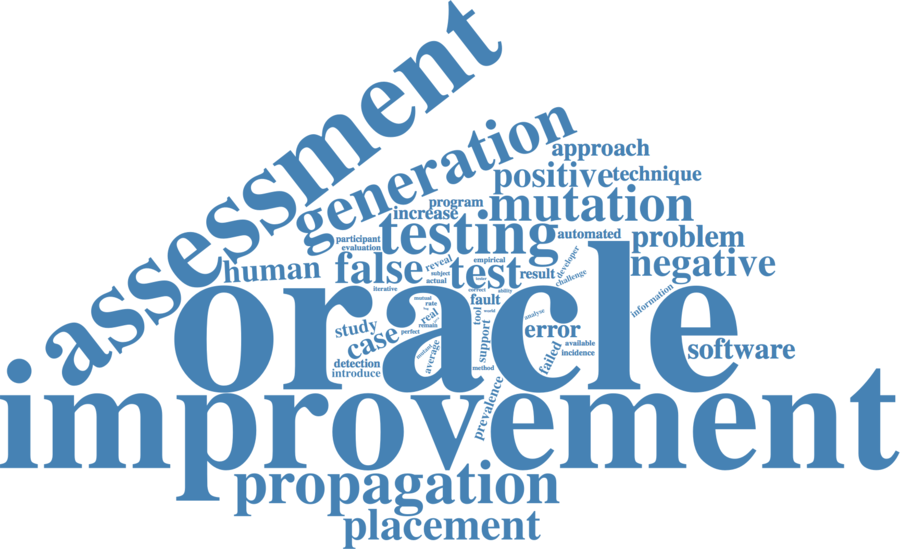 assessment
generation
approach
positive
technique
program
increase
mutation
testing
automated
participant
evaluation
problem
human
false
reveal
subject
actual
empirical
test
result
developer
challenge
negative
iterative
correct
ability
fault
information
oracle
mutual
rate
real
remain
perfect
study
case
detection
introduce
average
tool
world
support
method
analyse
error
failed
available
incidence
software
prevalence
improvement
propagation
placement